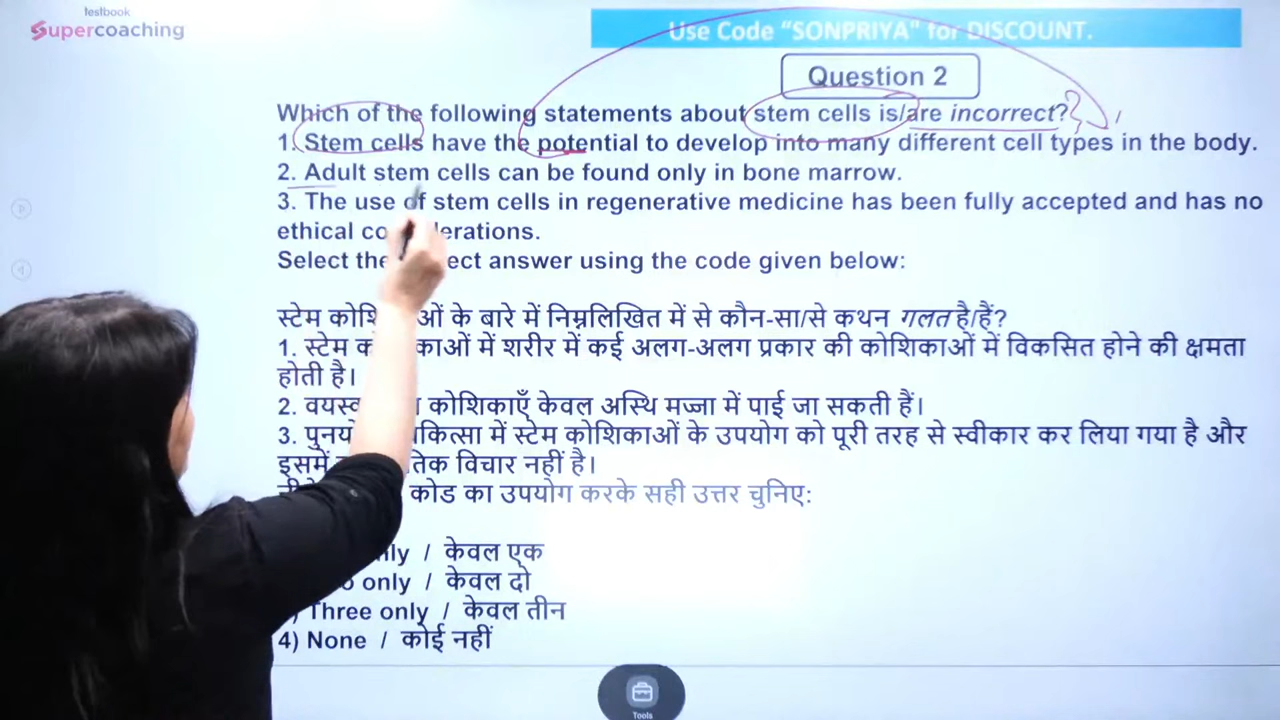 testbook
Supercoaching
Use Code “SONPRIYA” for DISCOUNT.
Question 2
Which of the following statements about stem cells is/are incorrect?
1. Stem cells have the potential to develop into many different cell types in the body.
2. Adult stem cells can be found only in bone marrow.
3. The use of stem cells in regenerative medicine has been fully accepted and has no
ethical
Select the answer using the code given below:
स्टेम के बारे में निम्नलिखित में से कौन-सा/से कथन गलत है/हैं?
1. स्टेम में शरीर में कई अलग-अलग प्रकार की कोशिकाओं में विकसित होने की क्षमता
होती है।
2. कोशिकाएँ केवल अस्थि मज्जा में पाई जा सकती हैं।
3. में स्टेम कोशिकाओं के उपयोग को पूरी तरह से स्वीकार कर लिया गया है और
इसमें विचार नहीं है।
कोड का उपयोग करके सही उत्तर चुनिए:
/ केवल एक
only / केवल दो
Three only / केवल तीन
4) None / कोई नहीं
Tools